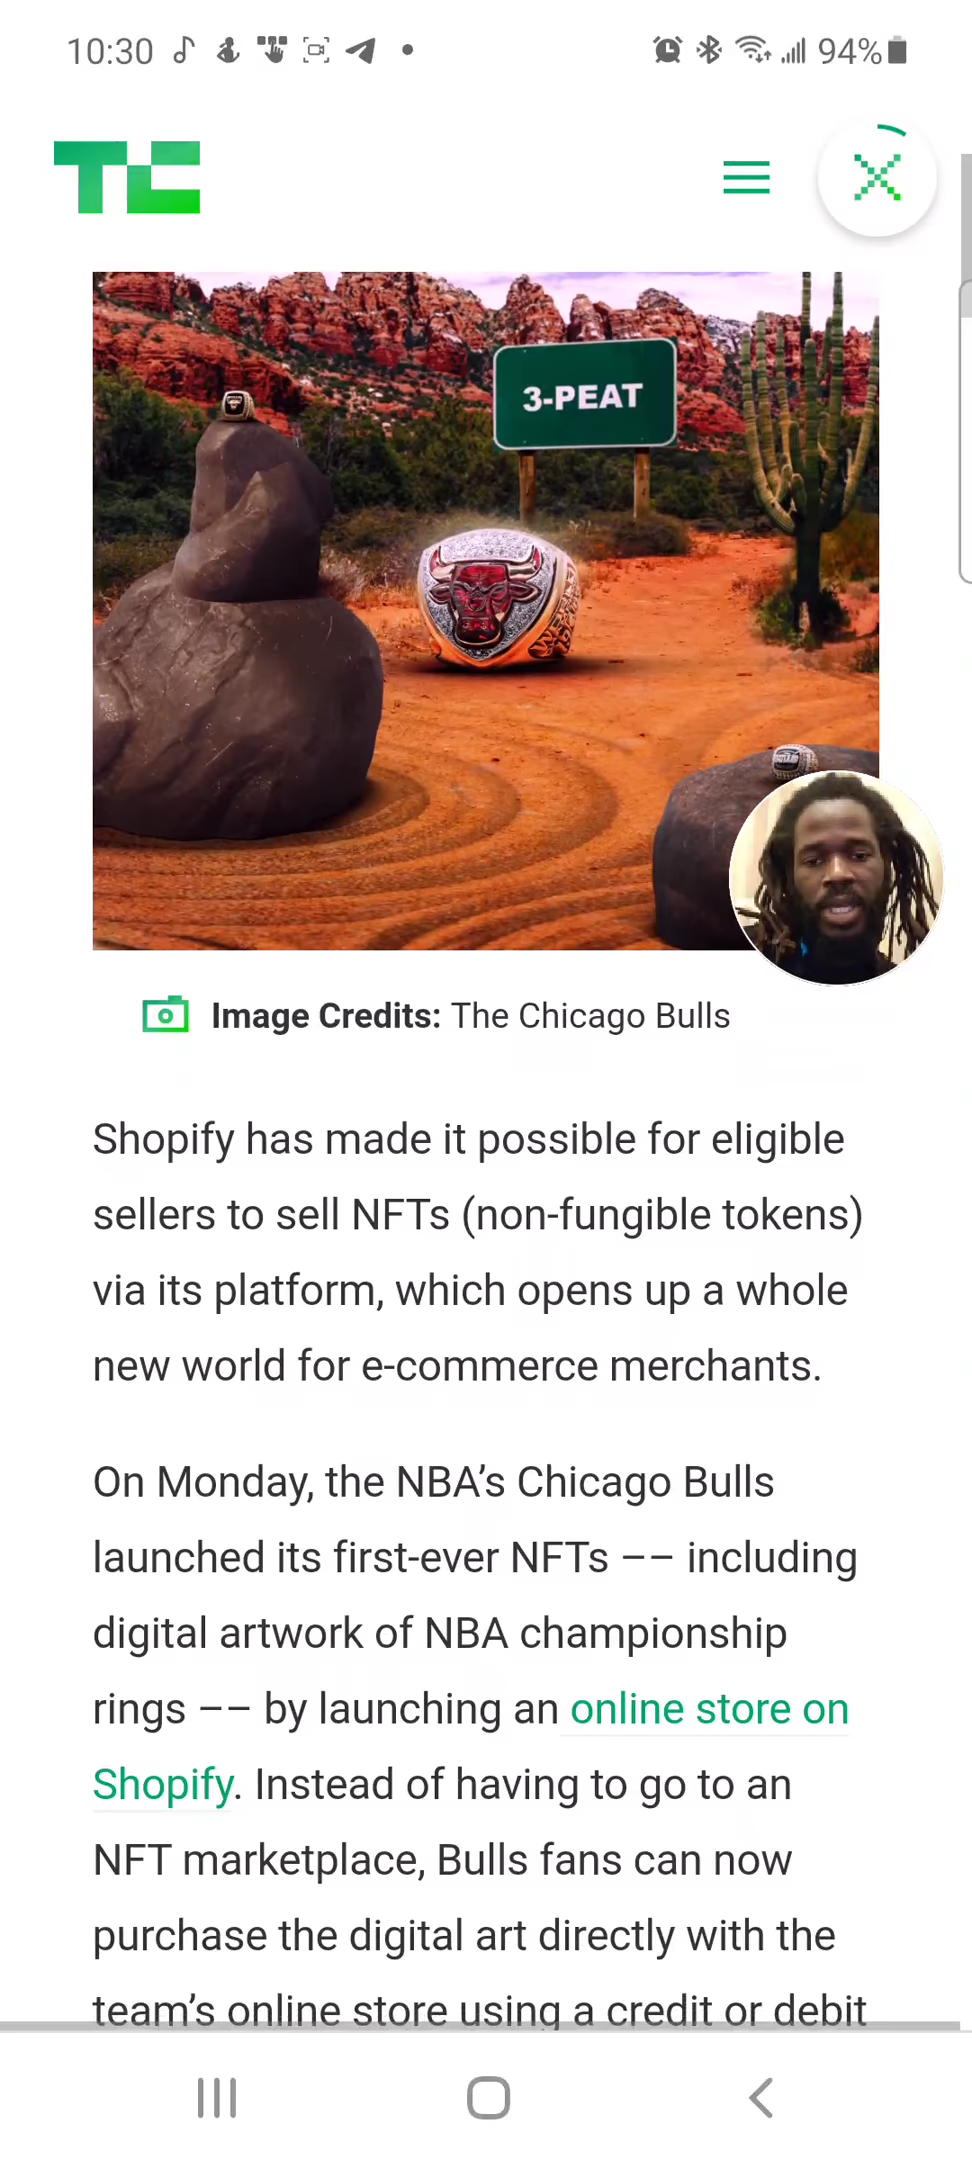 10:30
94%
TC
3-PEAT
Image Credits: The Chicago Bulls
Shopify has made it possible for eligible
sellers to sell NFTs (non-fungible tokens)
via its platform, which opens up a whole
new world for e-commerce merchants.
On Monday, the NBA’s Chicago Bulls
launched its first-ever NFTs –– including
digital artwork of NBA championship
rings –– by launching an online store on
Shopify. Instead of having to go to an
NFT marketplace, Bulls fans can now
purchase the digital art directly with the
team’s online store using a credit or debit